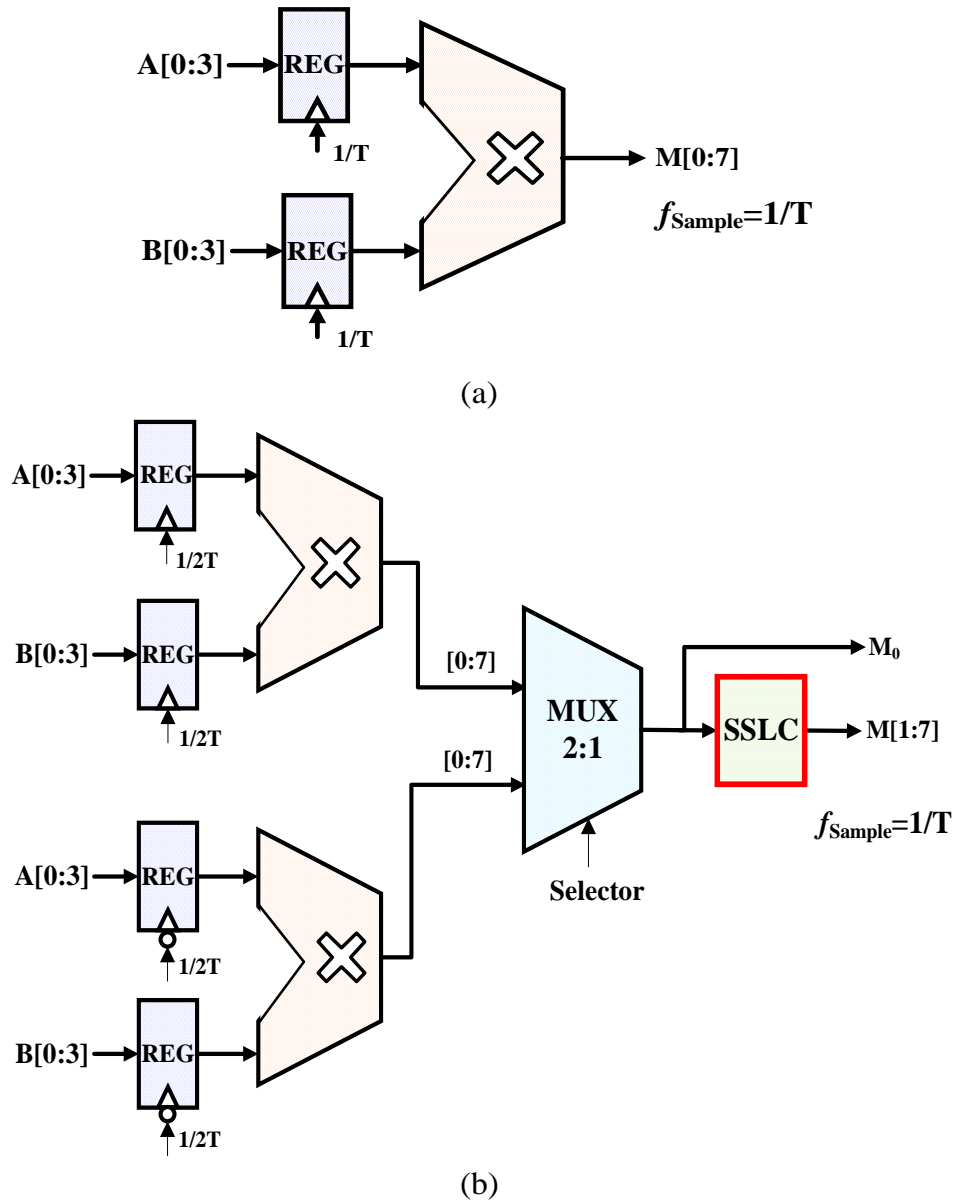 A[0:3]
REG
1/T
M[0:7]
B[0:3]
REG
fSample=1/T
1/T
(a)
A[0:3]
REG
1/2T
B[0:3]
REG
[0:7]
M0
1/2T
MUX
2:1
SSLC
M[1:7]
[0:7]
fSample=1/T
A[0:3]
REG
Selector
1/2T
B[0:3]
REG
1/2T
(b)